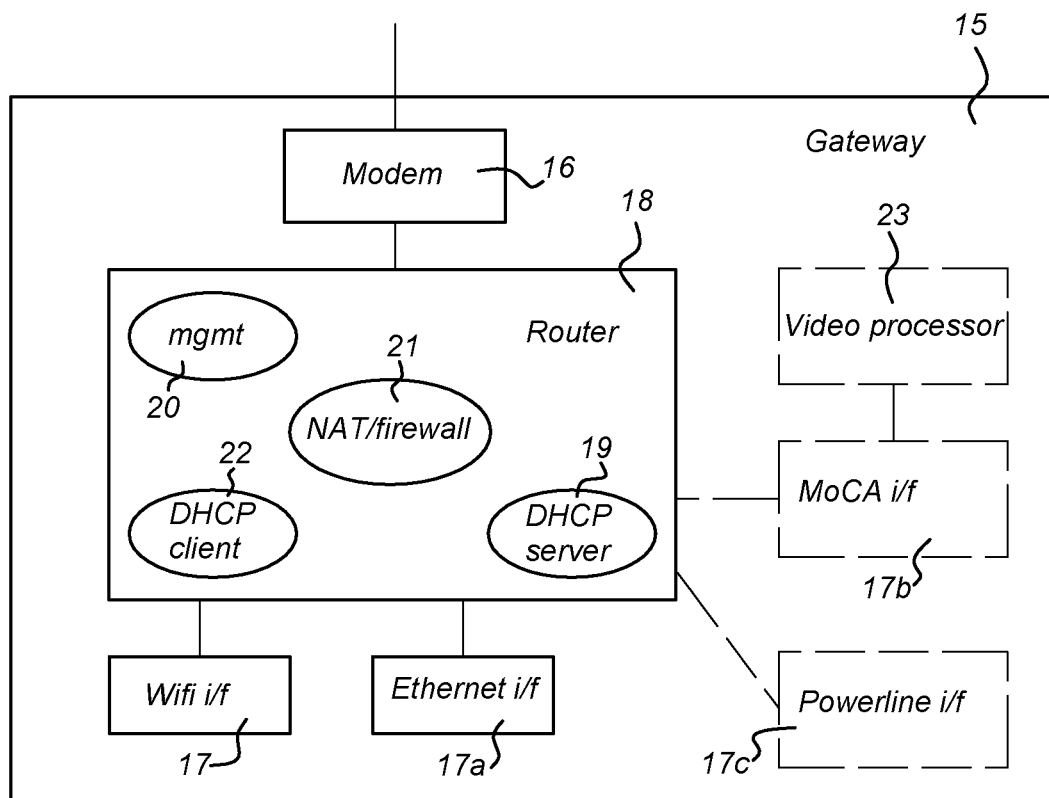 15
Gateway
Modem
16
18
23
mgmt
20
Router
21
NAT/firewall
Video processor
22
DHCP
client
19
DHCP
server
MoCA i/f
17b
Wifi i/f
17
Ethernet i/f
17a
Powerline i/f
17c